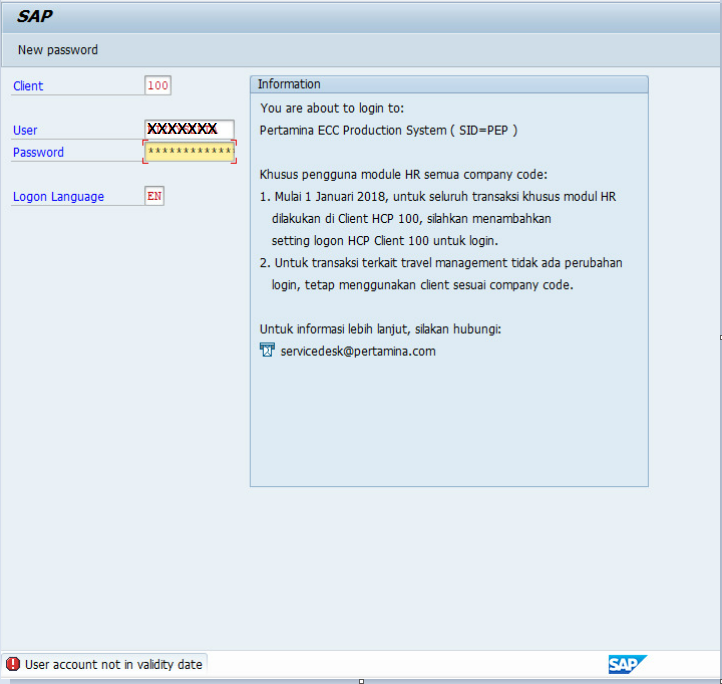 SAP
New password
Client 100
User XXXXXXX
Password ************
Logon Language EN
Information
You are about to login to:
Pertamina ECC Production System ( SID=PEP )
Khusus pengguna module HR semua company code:
1. Mulai 1 Januari 2018, untuk seluruh transaksi khusus modul HR
dilakukan di Client HCP 100, silahkan menambahkan
setting logon HCP Client 100 untuk login.
2. Untuk transaksi terkait travel management tidak ada perubahan
login, tetap menggunakan client sesuai company code.
Untuk informasi lebih lanjut, silakan hubungi:
servicedesk@pertamina.com
User account not in validity date
SAP